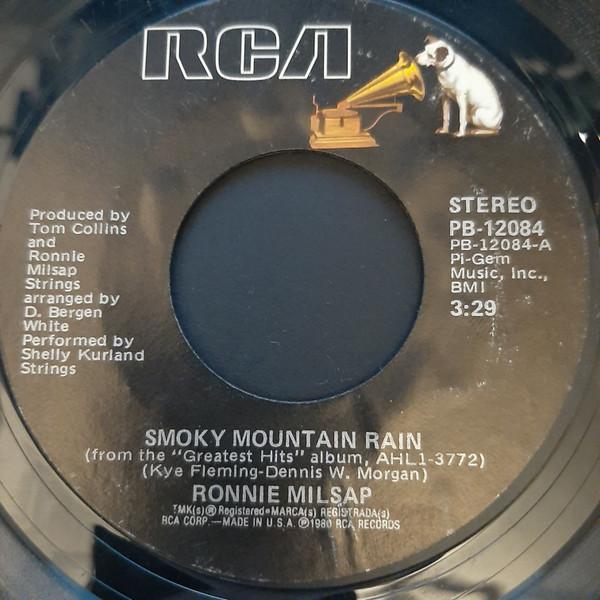 RCA
Produced by
Tom Collins
and
Ronnie
Milsap
Strings
arranged by
D. Bergen
White
Performed by
Shelly Kurland
Strings
STEREO
PB-12084
PB-12084-A
Pi-Gem
Music, Inc.,
BMI
3:29
SMOKY MOUNTAIN RAIN
(from the "Greatest Hits" album, AHL1-3772)
(Kye Fleming-Dennis W. Morgan)
RONNIE MILSAP
TMK(s)® Registered•MARCA(s) REGISTRADA(s)
RCA CORP.—MADE IN U.S.A. ℗1980 RCA RECORDS